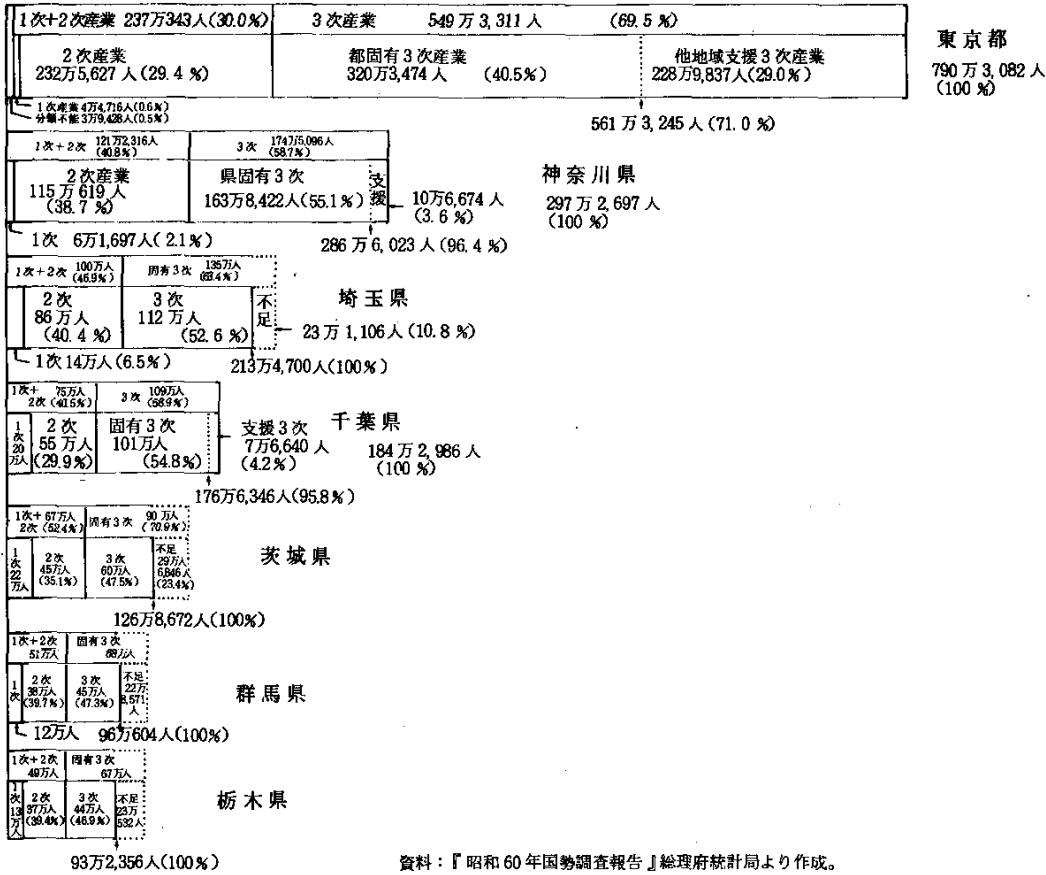 1次+2次産業 237万343人(30.0%)
3次産業 549万3,311人 (69.5%)
2次産業
232万5,627人(29.4%)
都固有3次産業
320万3,474人 (40.5%)
他地域支援3次産業
228万9,837人(29.0%)
東京都
790万3,082人
(100%)
1次産業4万4,716人(0.6%)
分類不能3万9,428人(0.5%)
561万3,245人(71.0%)
1次+2次 121万2,316人
(40.8%)
3次 174万5,096人
(58.7%)
2次産業
115万619人
(38.7%)
県固有3次
163万8,422人(55.1%)
支援
10万6,674人
(3.6%)
神奈川県
297万2,697人
(100%)
1次 6万1,697人(2.1%)
286万6,023人(96.4%)
1次+2次 100万人
(46.9%)
固有3次 135万人
(63.4%)
2次
86万人
(40.4%)
3次
112万人
(52.6%)
不足
埼玉県
23万1,106人(10.8%)
1次14万人(6.5%)
213万4,700人(100%)
1次+ 75万人
2次(40.5%)
3次 109万人
(58.9%)
1次20万人
2次
55万人
(29.9%)
固有3次
101万人
(54.8%)
支援3次
7万6,640人
(4.2%)
千葉県
184万2,986人
(100%)
176万6,346人(95.8%)
1次+67万人
2次(52.4%)
固有3次 90万人
(70.9%)
1次22万人
2次
45万人
(35.1%)
3次
60万人
(47.5%)
不足
29万人
6,846人
(23.4%)
茨城県
126万8,672人(100%)
1次+2次
51万人
固有3次
68万人
1次
2次
38万人
(39.7%)
3次
45万人
(47.3%)
不足
22万
8,571
人
群馬県
12万人 96万604人(100%)
1次+2次
49万人
固有3次
67万人
1次13万人
2次
37万人
(39.4%)
3次
44万人
(46.9%)
不足
23万
532人
栃木県
93万2,356人(100%)
資料:『昭和60年国勢調査報告』総理府統計局より作成。